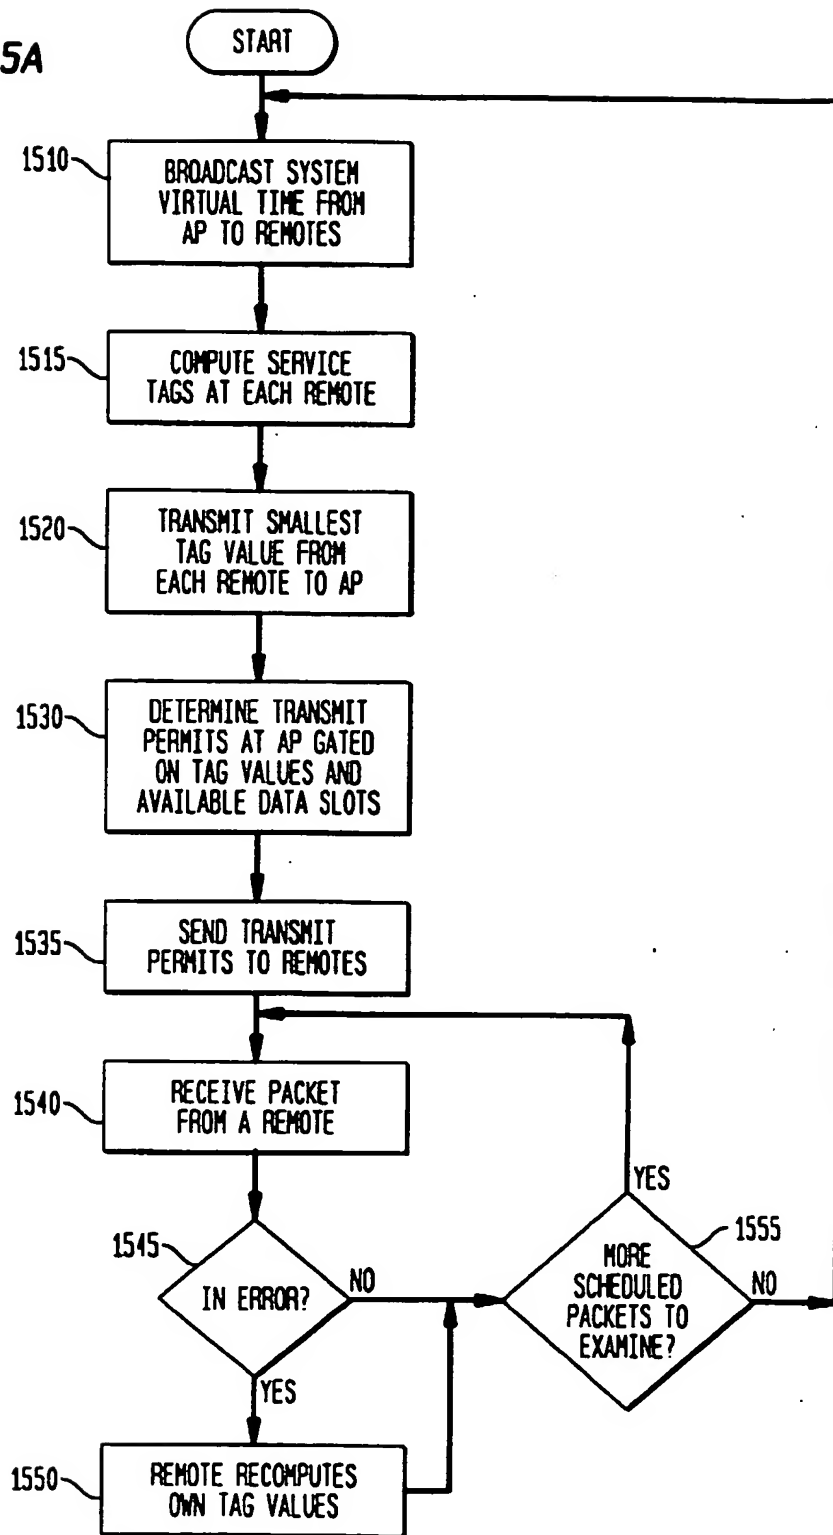 5A
START
1510
BROADCAST SYSTEM
VIRTUAL TIME FROM
AP TO REMOTES
1515
COMPUTE SERVICE
TAGS AT EACH REMOTE
1520
TRANSMIT SMALLEST
TAG VALUE FROM
EACH REMOTE TO AP
1530
DETERMINE TRANSMIT
PERMITS AT AP GATED
ON TAG VALUES AND
AVAILABLE DATA SLOTS
1535
SEND TRANSMIT
PERMITS TO REMOTES
1540
RECEIVE PACKET
FROM A REMOTE
1545
IN ERROR?
NO
YES
1550
REMOTE RECOMPUTES
OWN TAG VALUES
YES
1555
MORE
SCHEDULED
PACKETS TO
EXAMINE?
NO